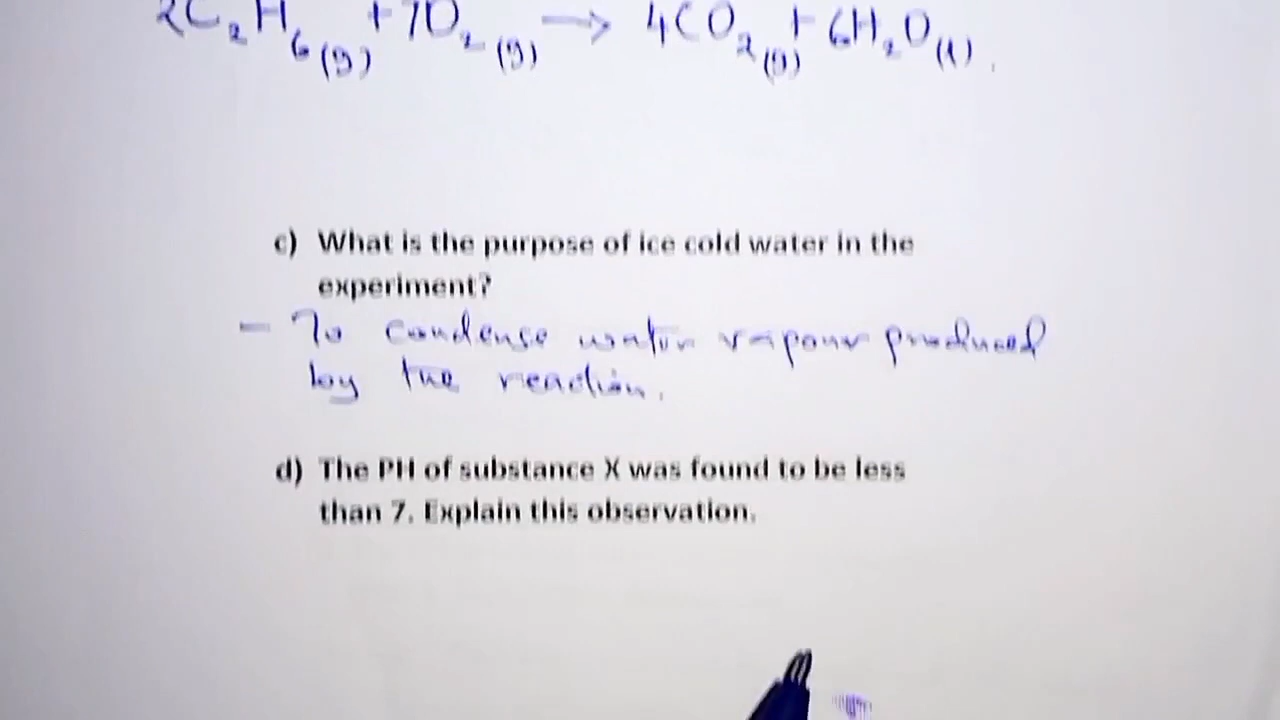 2C₂H₆(g) + 7O₂(g) → 4CO₂(g) + 6H₂O(l).
c) What is the purpose of ice cold water in the
experiment?
- To condense water vapour produced
by the reaction.
d) The PH of substance X was found to be less
than 7. Explain this observation.